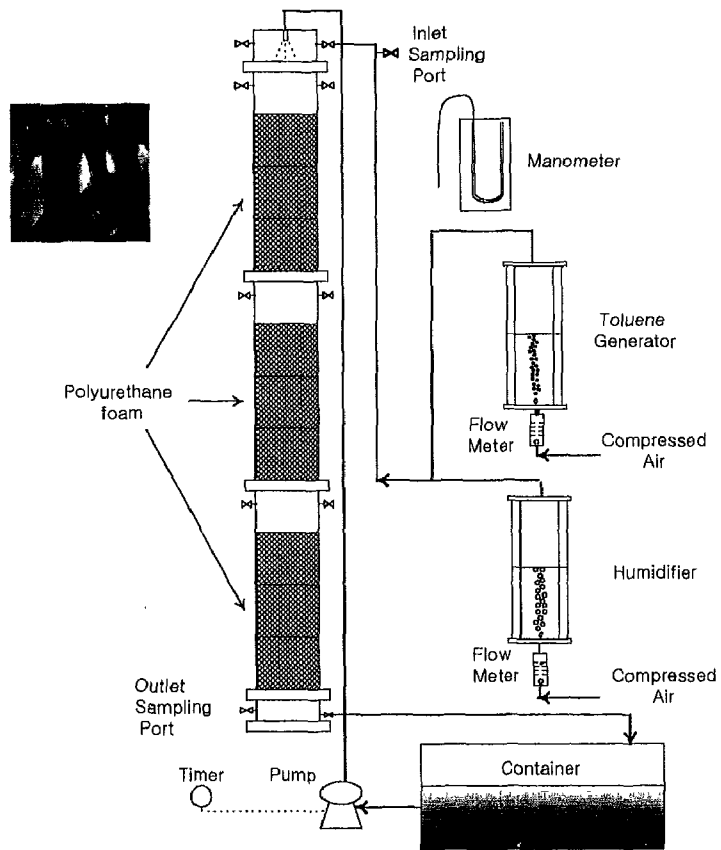 Inlet
Sampling
Port
Manometer
Toluene
Generator
Polyurethane
foam
Flow
Meter
Compressed
Air
Humidifier
Flow
Meter
Compressed
Air
Outlet
Sampling
Port
Timer
Pump
Container